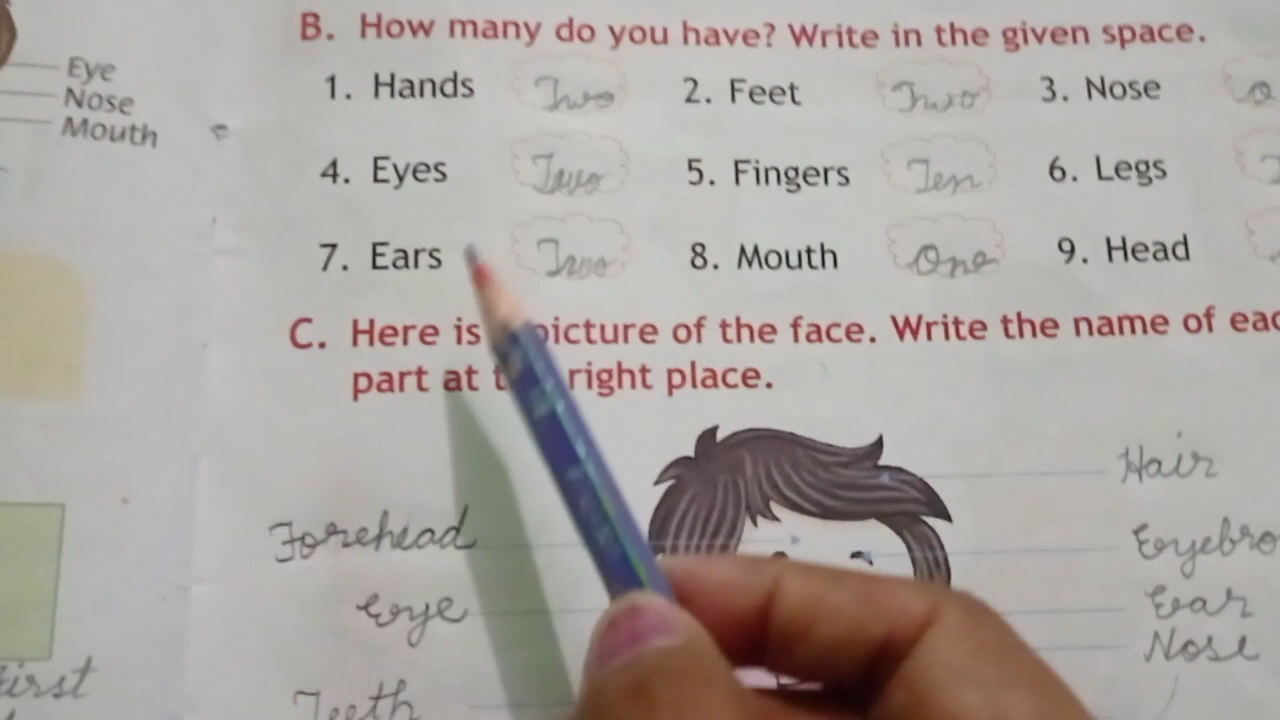 Eye
Nose
Mouth
B. How many do you have? Write in the given space.
1. Hands Two 2. Feet Two 3. Nose
4. Eyes Two 5. Fingers Ten 6. Legs
7. Ears Two 8. Mouth One 9. Head
C. Here is picture of the face. Write the name of eac
part at right place.
Hair
Forehead Eyebro
Eye Ear
Nose
Teeth
irst